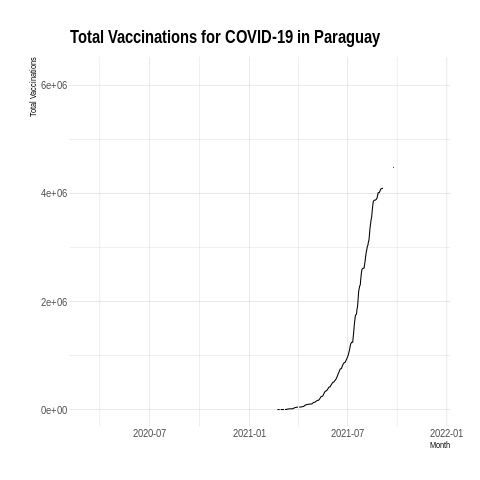 Total Vaccinations for COVID-19 in Paraguay
Total Vaccinations
6e+06
4e+06
2e+06
0e+00
2020-07 2021-01 2021-07 2022-01
Month